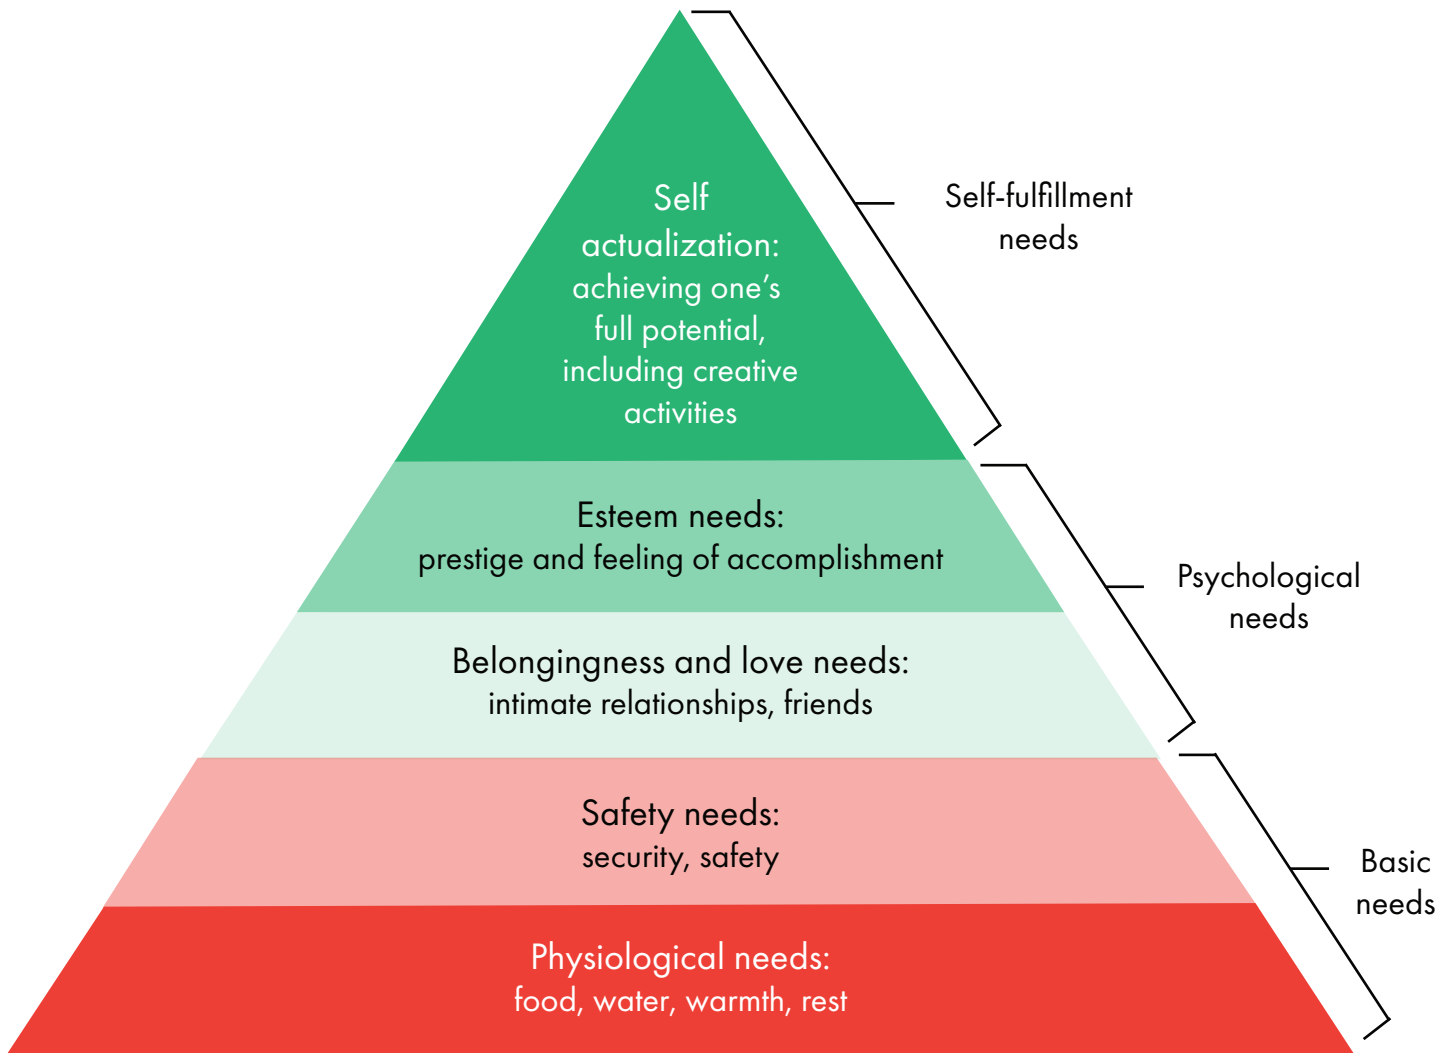 Self
actualization:
achieving one's
full potential,
including creative
activities
Self-fulfillment
needs
Esteem needs:
prestige and feeling of accomplishment
Psychological
needs
Belongingness and love needs:
intimate relationships, friends
Safety needs:
security, safety
Basic
needs
Physiological needs:
food, water, warmth, rest